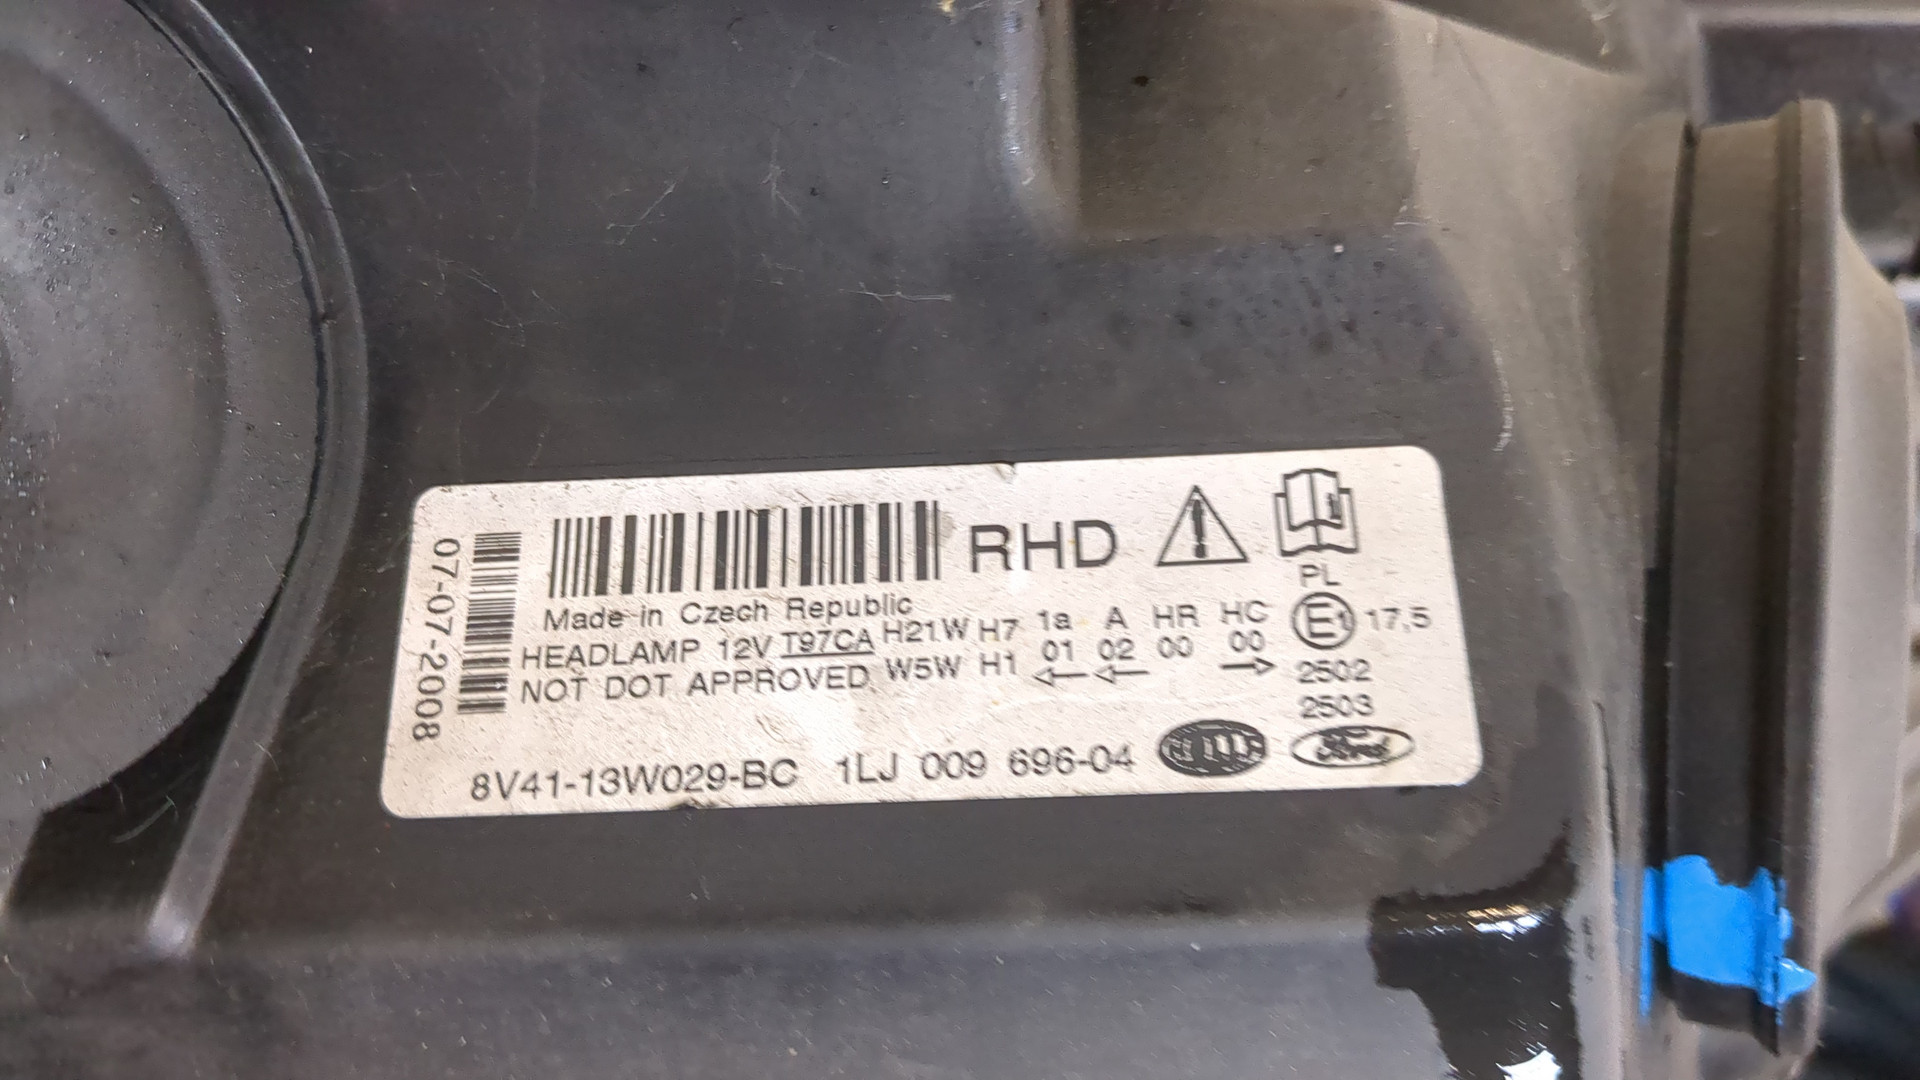 07-07-2008
RHD
Made in Czech Republic
HEADLAMP 12V T97CA H21W H7 1a A HR HC
NOT DOT APPROVED W5W H1 01 02 00 00
PL
E1 17,5
2502
2503
8V41-13W029-BC 1LJ 009 696-04
Ford